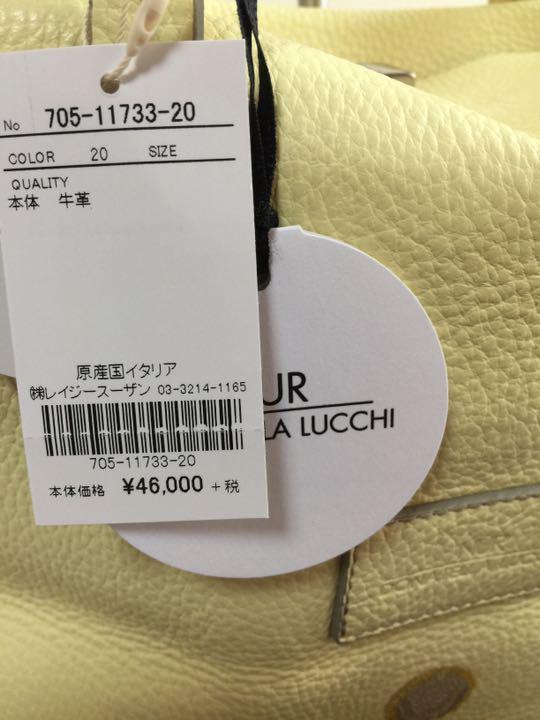 No 705-11733-20
COLOR 20 SIZE
QUALITY
本体 牛革
原産国イタリア
㈱レイジースーザン 03-3214-1165
705-11733-20
本体価格 ¥46,000 +税
UR
LA LUCCHI